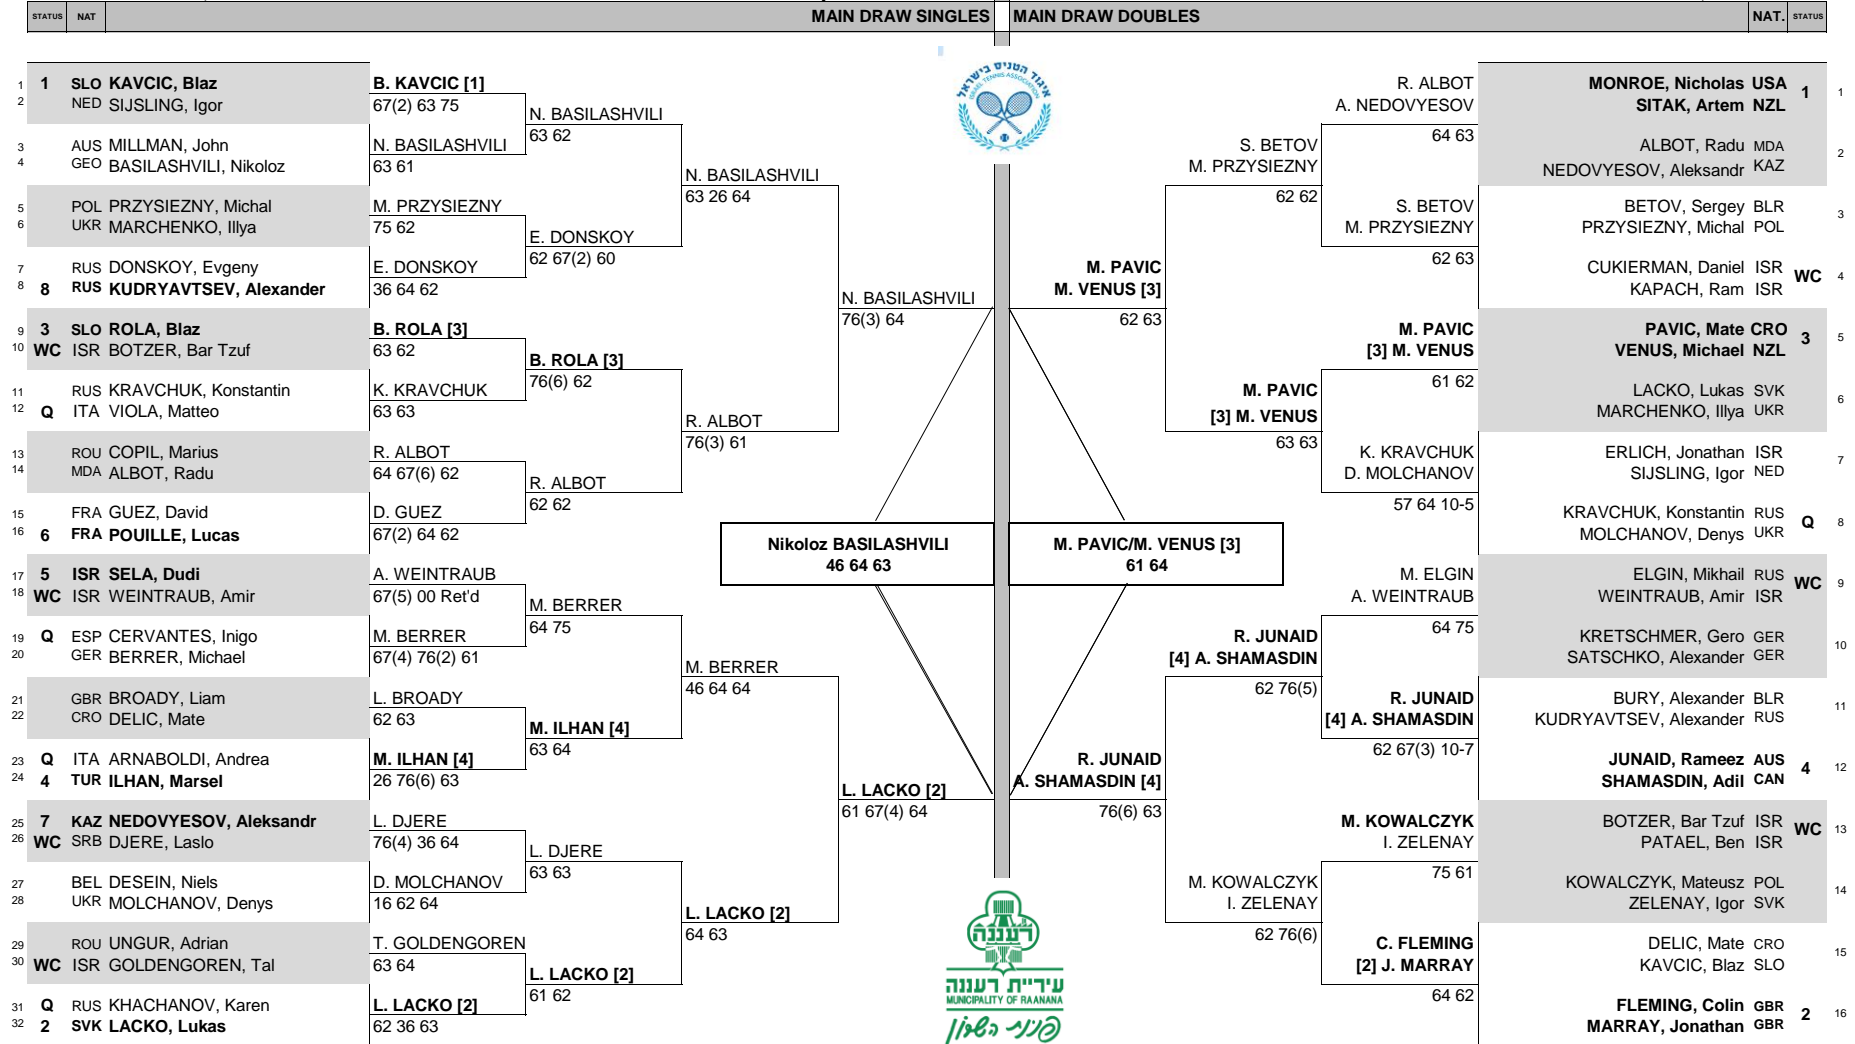 STATUS NAT MAIN DRAW SINGLES MAIN DRAW DOUBLES NAT. STATUS
איגוד הטניס בישראל
ISRAEL TENNIS ASSOCIATION
1 1 SLO KAVCIC, Blaz
2 NED SIJSLING, Igor
3 AUS MILLMAN, John
4 GEO BASILASHVILI, Nikoloz
5 POL PRZYSIEZNY, Michal
6 UKR MARCHENKO, Illya
7 RUS DONSKOY, Evgeny
8 8 RUS KUDRYAVTSEV, Alexander
9 3 SLO ROLA, Blaz
10 WC ISR BOTZER, Bar Tzuf
11 RUS KRAVCHUK, Konstantin
12 Q ITA VIOLA, Matteo
13 ROU COPIL, Marius
14 MDA ALBOT, Radu
15 FRA GUEZ, David
16 6 FRA POUILLE, Lucas
17 5 ISR SELA, Dudi
18 WC ISR WEINTRAUB, Amir
19 Q ESP CERVANTES, Inigo
20 GER BERRER, Michael
21 GBR BROADY, Liam
22 CRO DELIC, Mate
23 Q ITA ARNABOLDI, Andrea
24 4 TUR ILHAN, Marsel
25 7 KAZ NEDOVYESOV, Aleksandr
26 WC SRB DJERE, Laslo
27 BEL DESEIN, Niels
28 UKR MOLCHANOV, Denys
29 ROU UNGUR, Adrian
30 WC ISR GOLDENGOREN, Tal
31 Q RUS KHACHANOV, Karen
32 2 SVK LACKO, Lukas
B. KAVCIC [1]
67(2) 63 75
N. BASILASHVILI
63 61
M. PRZYSIEZNY
75 62
E. DONSKOY
36 64 62
B. ROLA [3]
63 62
K. KRAVCHUK
63 63
R. ALBOT
64 67(6) 62
D. GUEZ
67(2) 64 62
A. WEINTRAUB
67(5) 00 Ret'd
M. BERRER
67(4) 76(2) 61
L. BROADY
62 63
M. ILHAN [4]
26 76(6) 63
L. DJERE
76(4) 36 64
D. MOLCHANOV
16 62 64
T. GOLDENGOREN
63 64
L. LACKO [2]
62 36 63
N. BASILASHVILI
63 62
E. DONSKOY
62 67(2) 60
B. ROLA [3]
76(6) 62
R. ALBOT
62 62
M. BERRER
64 75
M. ILHAN [4]
63 64
L. DJERE
63 63
L. LACKO [2]
61 62
N. BASILASHVILI
63 26 64
R. ALBOT
76(3) 61
M. BERRER
46 64 64
L. LACKO [2]
64 63
N. BASILASHVILI
76(3) 64
L. LACKO [2]
61 67(4) 64
Nikoloz BASILASHVILI
46 64 63
M. PAVIC/M. VENUS [3]
61 64
M. PAVIC
M. VENUS [3]
62 63
R. JUNAID
A. SHAMASDIN [4]
76(6) 63
S. BETOV
M. PRZYSIEZNY
62 62
M. PAVIC
[3] M. VENUS
63 63
R. JUNAID
[4] A. SHAMASDIN
62 76(5)
M. KOWALCZYK
I. ZELENAY
62 76(6)
R. ALBOT
A. NEDOVYESOV
64 63
S. BETOV
M. PRZYSIEZNY
62 63
M. PAVIC
[3] M. VENUS
61 62
K. KRAVCHUK
D. MOLCHANOV
57 64 10-5
M. ELGIN
A. WEINTRAUB
64 75
R. JUNAID
[4] A. SHAMASDIN
62 67(3) 10-7
M. KOWALCZYK
I. ZELENAY
75 61
C. FLEMING
[2] J. MARRAY
64 62
MONROE, Nicholas USA 1 1
SITAK, Artem NZL
ALBOT, Radu MDA 2
NEDOVYESOV, Aleksandr KAZ
BETOV, Sergey BLR 3
PRZYSIEZNY, Michal POL
CUKIERMAN, Daniel ISR WC 4
KAPACH, Ram ISR
PAVIC, Mate CRO 3 5
VENUS, Michael NZL
LACKO, Lukas SVK 6
MARCHENKO, Illya UKR
ERLICH, Jonathan ISR 7
SIJSLING, Igor NED
KRAVCHUK, Konstantin RUS Q 8
MOLCHANOV, Denys UKR
ELGIN, Mikhail RUS WC 9
WEINTRAUB, Amir ISR
KRETSCHMER, Gero GER 10
SATSCHKO, Alexander GER
BURY, Alexander BLR 11
KUDRYAVTSEV, Alexander RUS
JUNAID, Rameez AUS 4 12
SHAMASDIN, Adil CAN
BOTZER, Bar Tzuf ISR WC 13
PATAEL, Ben ISR
KOWALCZYK, Mateusz POL 14
ZELENAY, Igor SVK
DELIC, Mate CRO 15
KAVCIC, Blaz SLO
FLEMING, Colin GBR 2 16
MARRAY, Jonathan GBR
רעננה
עיריית רעננה
MUNICIPALITY OF RAANANA
פנינת השרון